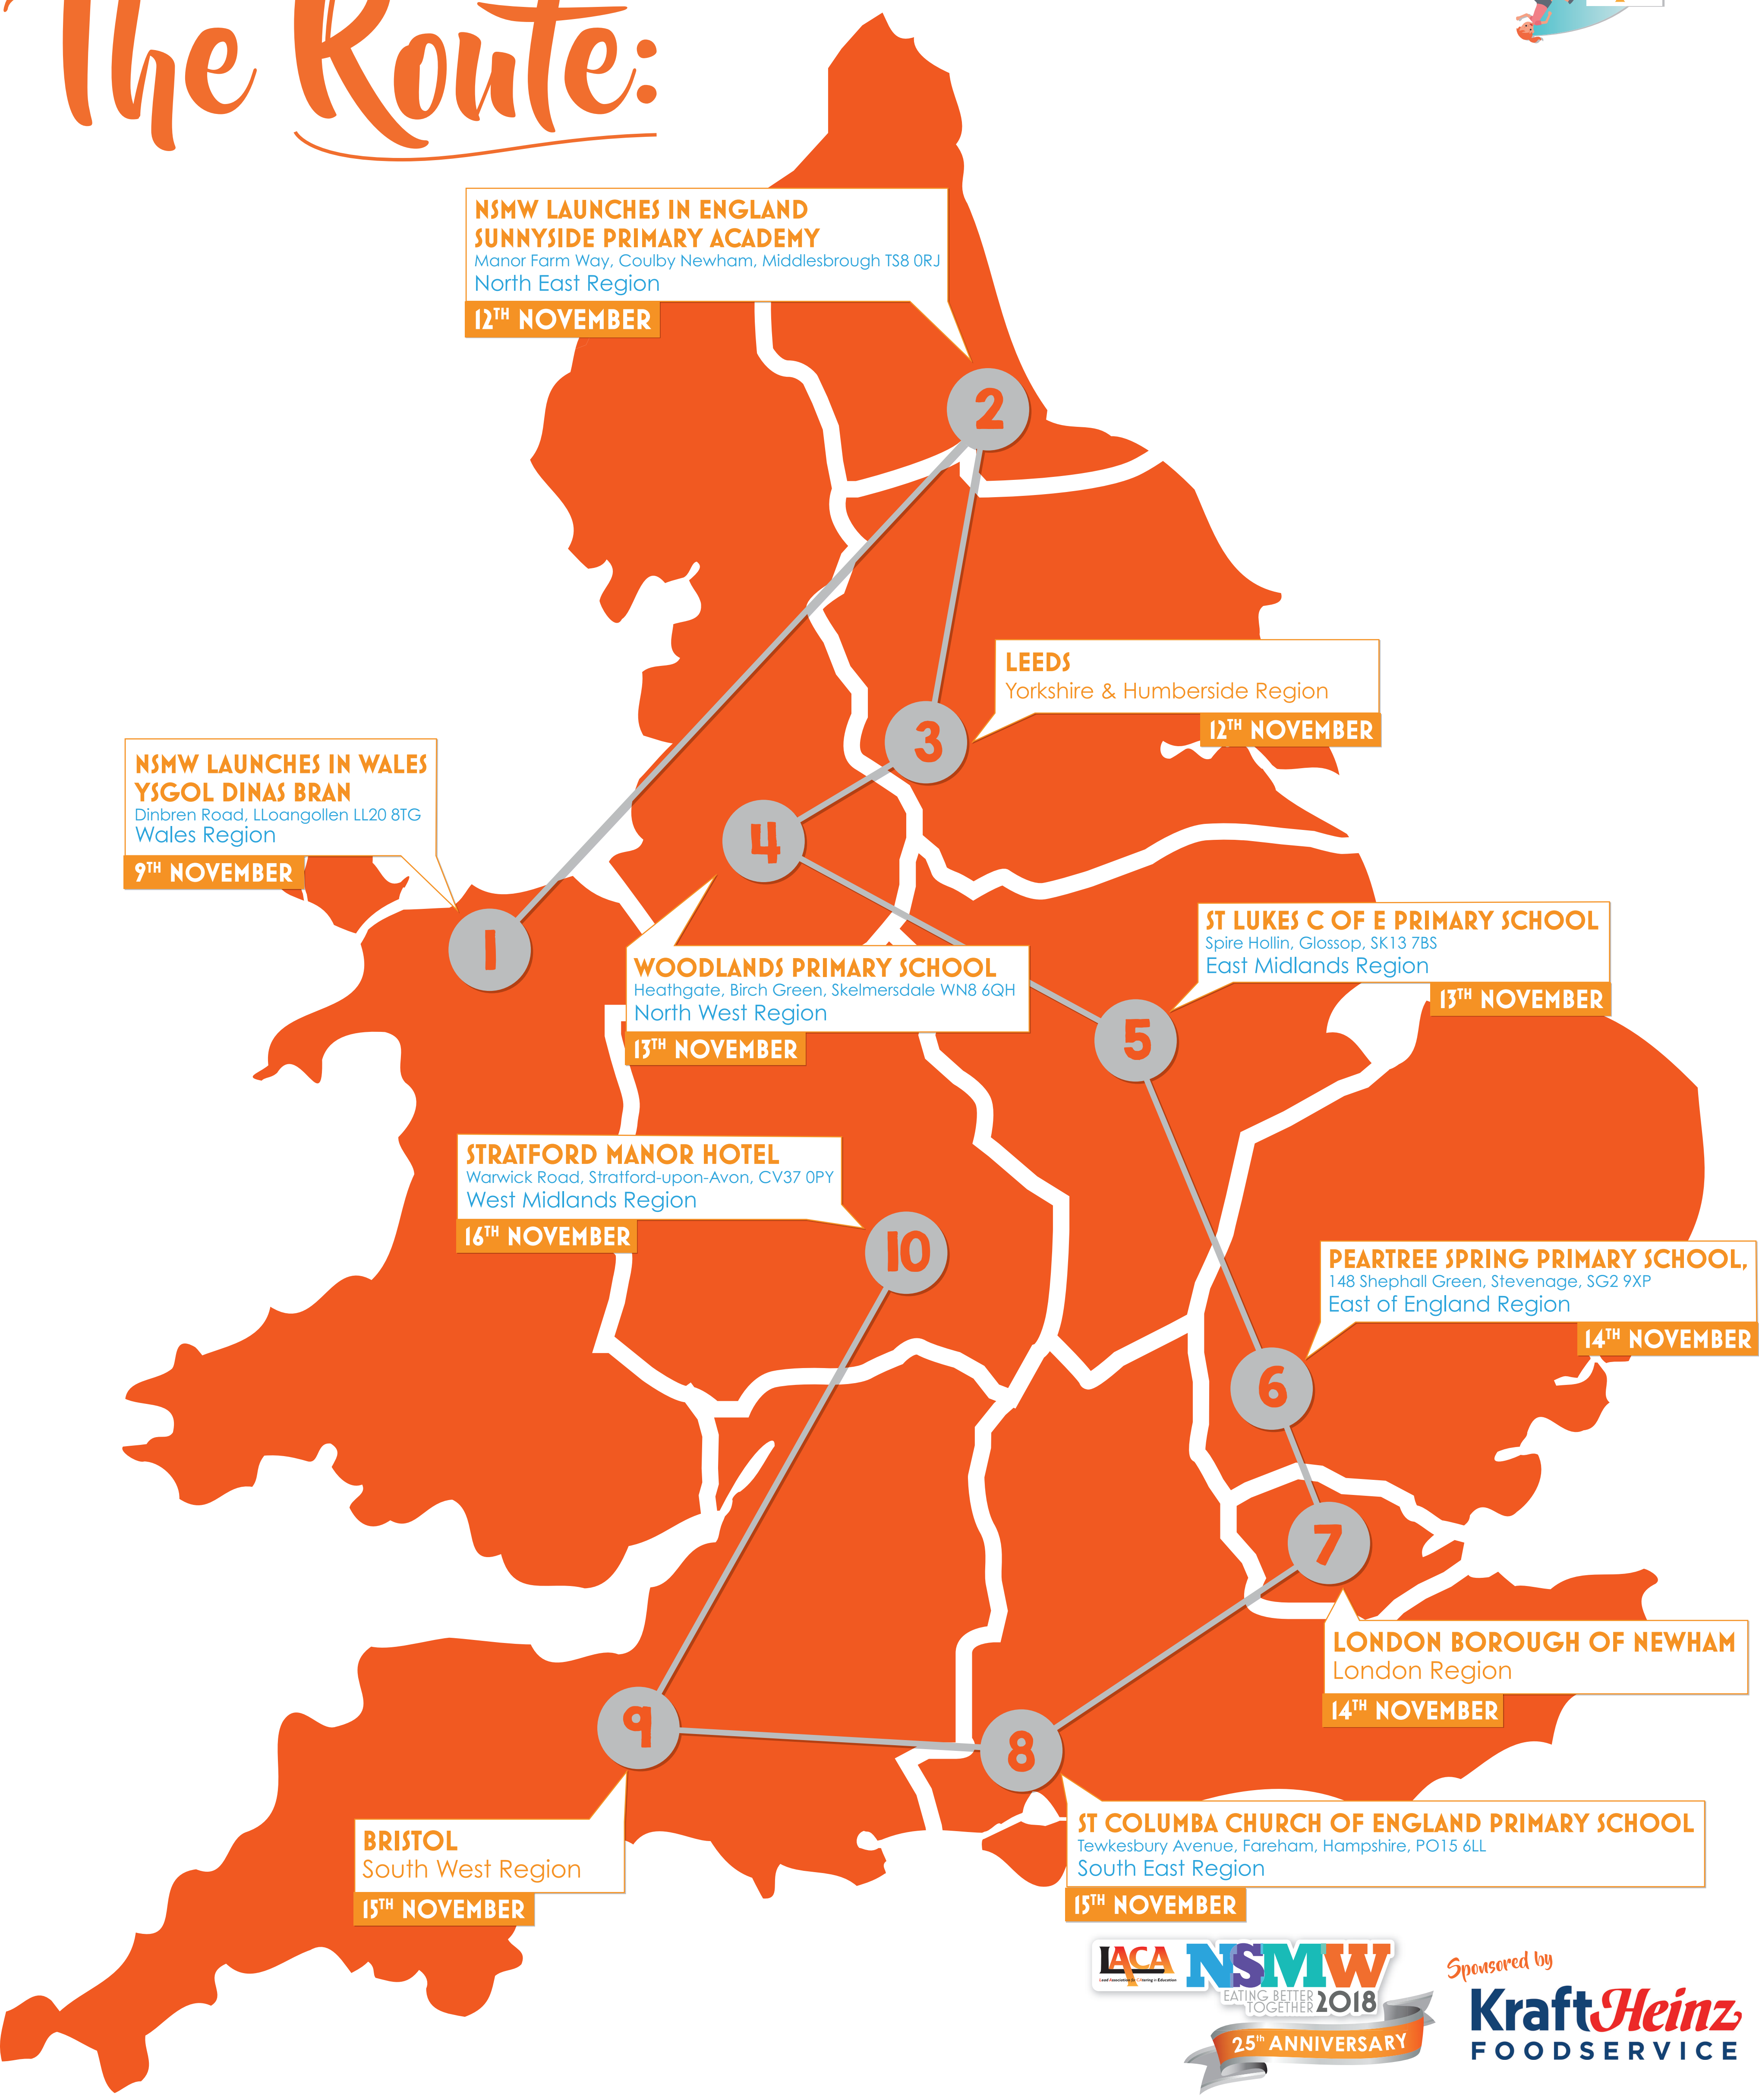 The Route:
NSMW LAUNCHES IN ENGLAND
SUNNYSIDE PRIMARY ACADEMY
Manor Farm Way, Coulby Newham, Middlesbrough TS8 0RJ
North East Region
12TH NOVEMBER
2
LEEDS
Yorkshire & Humberside Region
12TH NOVEMBER
3
NSMW LAUNCHES IN WALES
YSGOL DINAS BRAN
Dinbren Road, LLoangollen LL20 8TG
Wales Region
9TH NOVEMBER
1
4
WOODLANDS PRIMARY SCHOOL
Heathgate, Birch Green, Skelmersdale WN8 6QH
North West Region
13TH NOVEMBER
ST LUKES C OF E PRIMARY SCHOOL
Spire Hollin, Glossop, SK13 7BS
East Midlands Region
13TH NOVEMBER
5
STRATFORD MANOR HOTEL
Warwick Road, Stratford-upon-Avon, CV37 0PY
West Midlands Region
16TH NOVEMBER
10
PEARTREE SPRING PRIMARY SCHOOL,
148 Shephall Green, Stevenage, SG2 9XP
East of England Region
14TH NOVEMBER
6
7
LONDON BOROUGH OF NEWHAM
London Region
14TH NOVEMBER
9
8
BRISTOL
South West Region
15TH NOVEMBER
ST COLUMBA CHURCH OF ENGLAND PRIMARY SCHOOL
Tewkesbury Avenue, Fareham, Hampshire, PO15 6LL
South East Region
15TH NOVEMBER
LACA
Lead Association for Catering in Education
NSMW
EATING BETTER
TOGETHER 2018
25th ANNIVERSARY
Sponsored by
KraftHeinz
FOODSERVICE